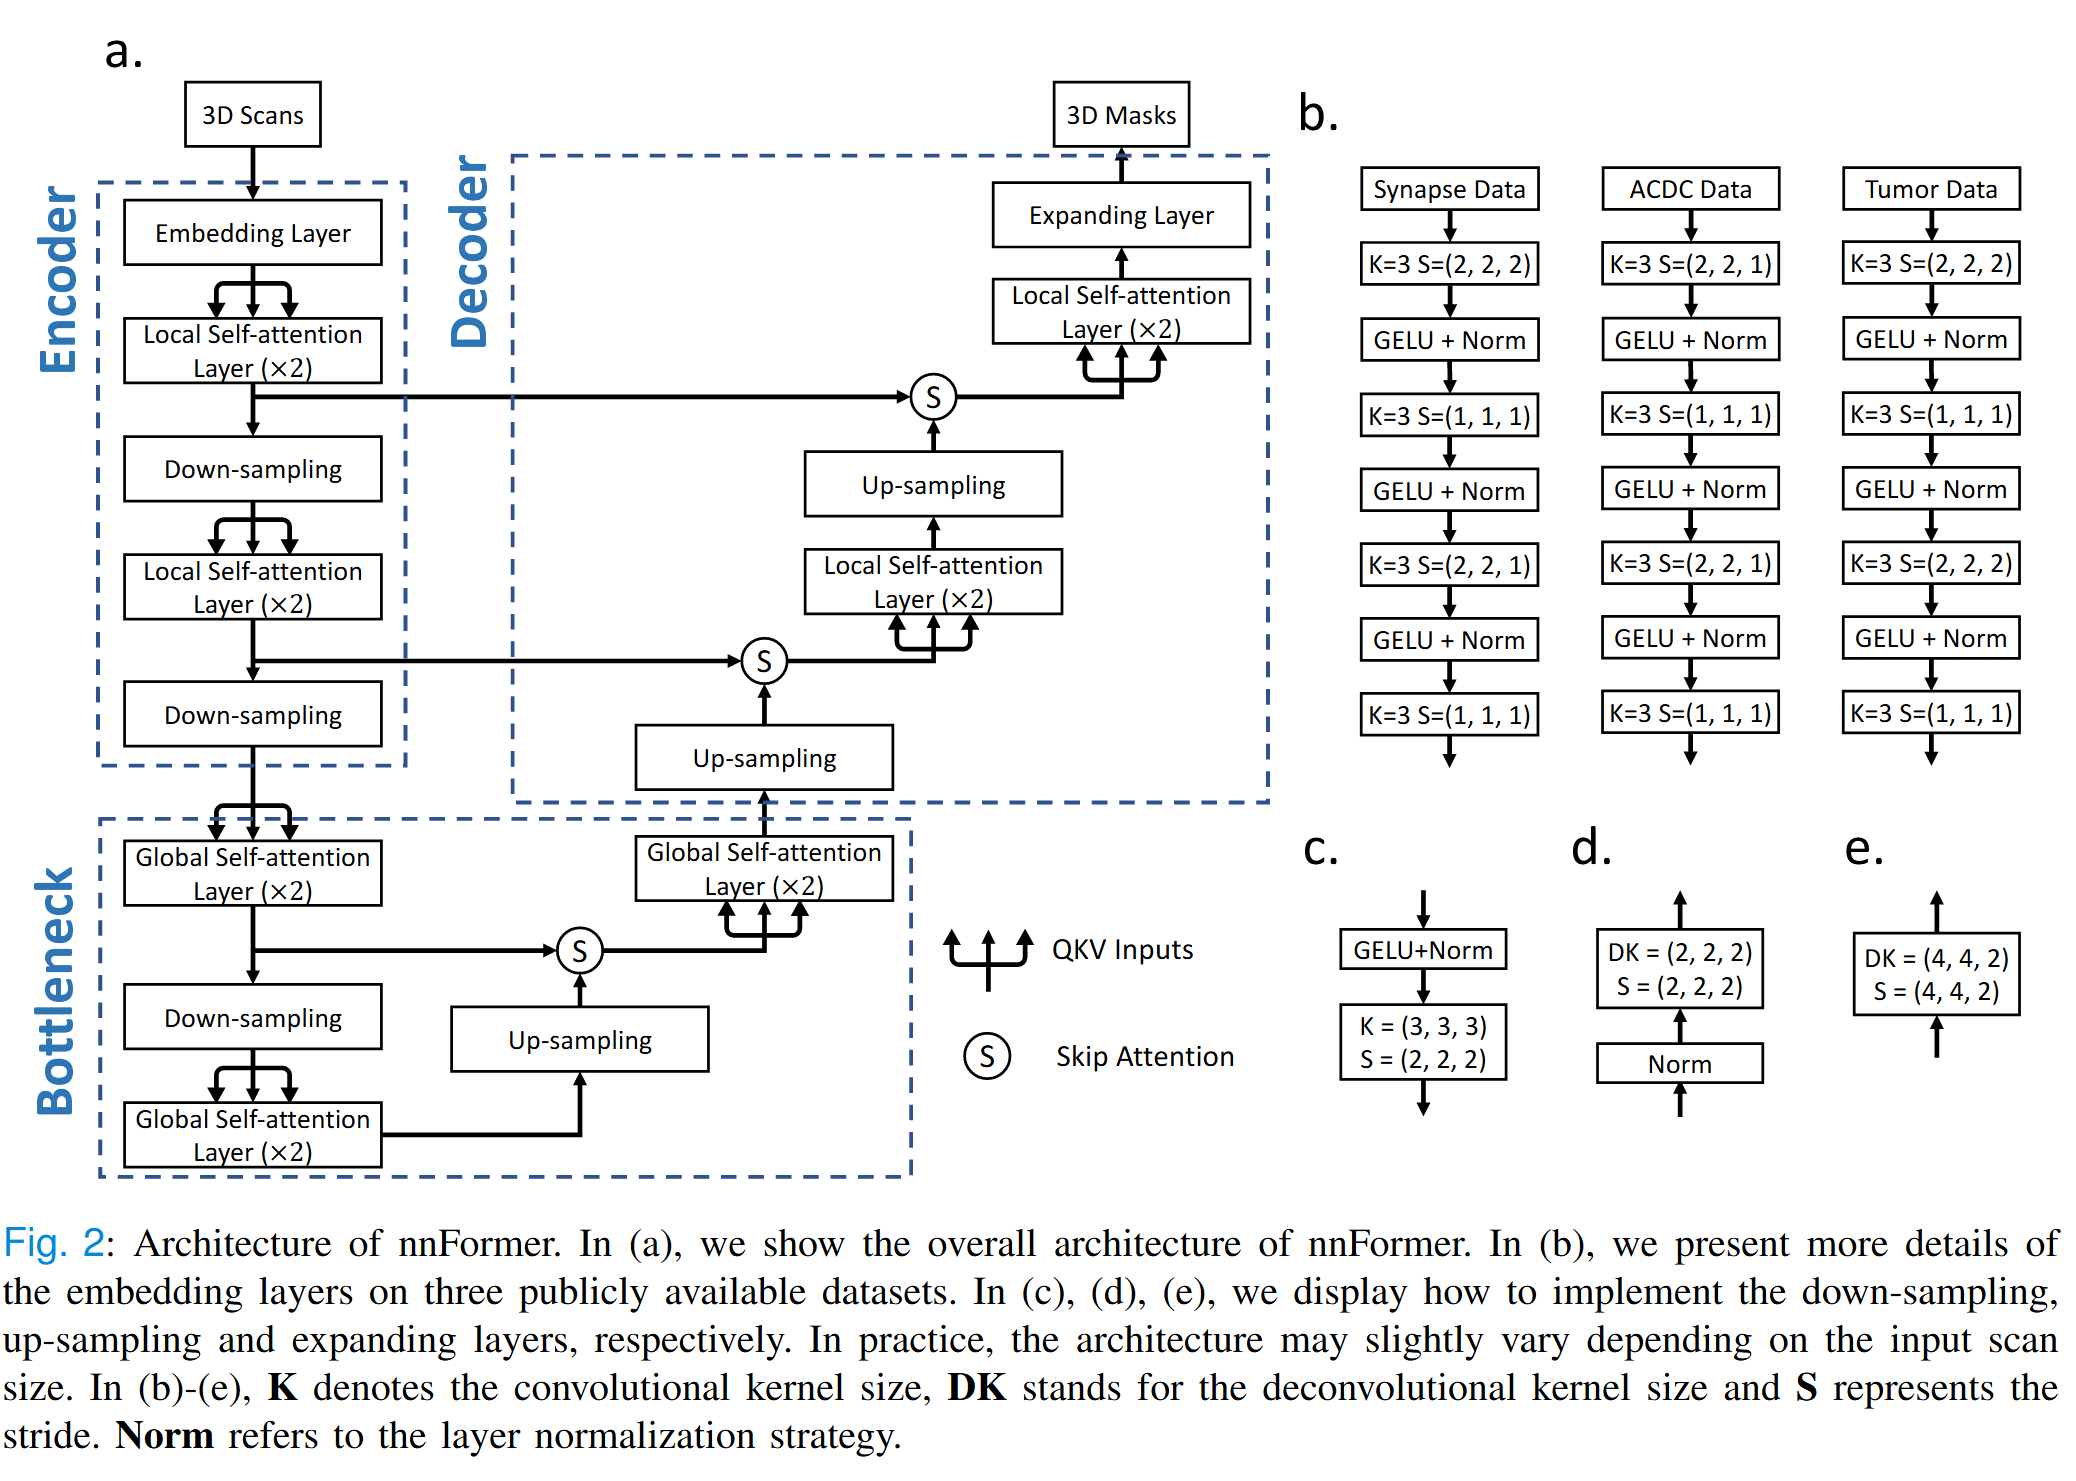 a.
3D Scans
Encoder
Embedding Layer
Local Self-attention
Layer (×2)
Down-sampling
Local Self-attention
Layer (×2)
Down-sampling
Bottleneck
Global Self-attention
Layer (×2)
Down-sampling
Global Self-attention
Layer (×2)
Up-sampling
S
Global Self-attention
Layer (×2)
Decoder
Up-sampling
S
Local Self-attention
Layer (×2)
Up-sampling
S
Local Self-attention
Layer (×2)
Expanding Layer
3D Masks
QKV Inputs
S
Skip Attention
b.
Synapse Data
K=3 S=(2, 2, 2)
GELU + Norm
K=3 S=(1, 1, 1)
GELU + Norm
K=3 S=(2, 2, 1)
GELU + Norm
K=3 S=(1, 1, 1)
ACDC Data
K=3 S=(2, 2, 1)
GELU + Norm
K=3 S=(1, 1, 1)
GELU + Norm
K=3 S=(2, 2, 1)
GELU + Norm
K=3 S=(1, 1, 1)
Tumor Data
K=3 S=(2, 2, 2)
GELU + Norm
K=3 S=(1, 1, 1)
GELU + Norm
K=3 S=(2, 2, 2)
GELU + Norm
K=3 S=(1, 1, 1)
c.
GELU+Norm
K = (3, 3, 3)
S = (2, 2, 2)
d.
DK = (2, 2, 2)
S = (2, 2, 2)
Norm
e.
DK = (4, 4, 2)
S = (4, 4, 2)
Fig. 2: Architecture of nnFormer. In (a), we show the overall architecture of nnFormer. In (b), we present more details of
the embedding layers on three publicly available datasets. In (c), (d), (e), we display how to implement the down-sampling,
up-sampling and expanding layers, respectively. In practice, the architecture may slightly vary depending on the input scan
size. In (b)-(e), K denotes the convolutional kernel size, DK stands for the deconvolutional kernel size and S represents the
stride. Norm refers to the layer normalization strategy.